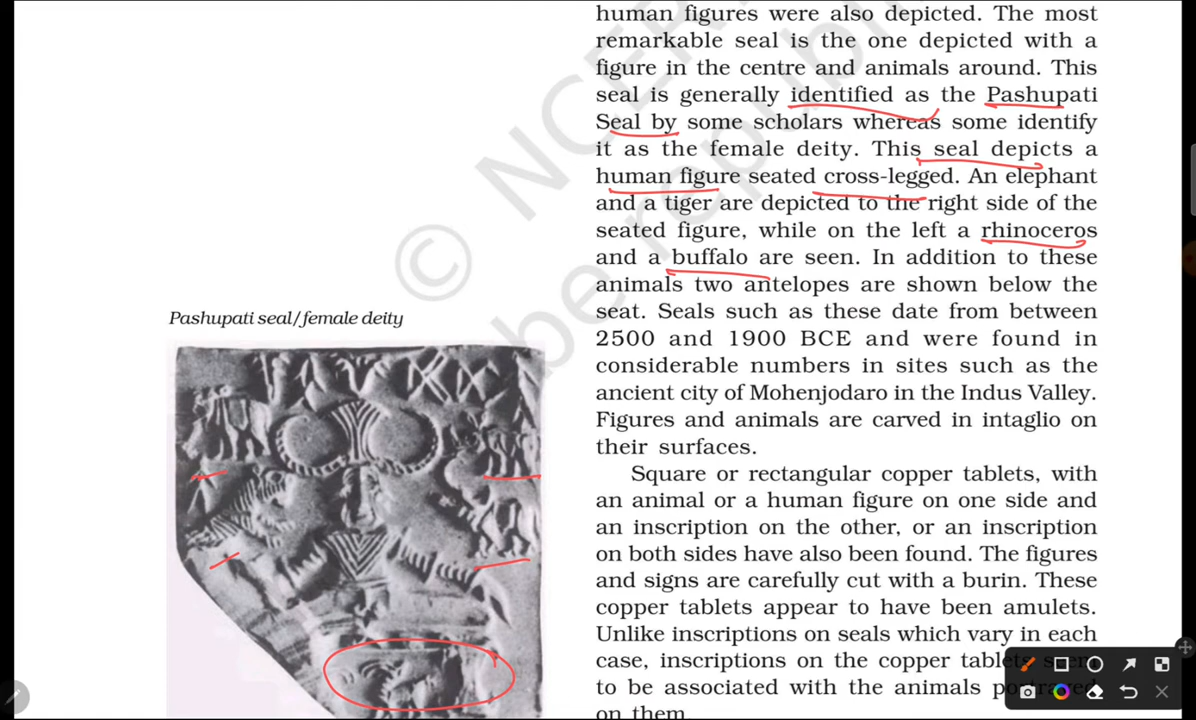 human figures were also depicted. The most
remarkable seal is the one depicted with a
figure in the centre and animals around. This
seal is generally identified as the Pashupati
Seal by some scholars whereas some identify
it as the female deity. This seal depicts a
human figure seated cross-legged. An elephant
and a tiger are depicted to the right side of the
seated figure, while on the left a rhinoceros
and a buffalo are seen. In addition to these
animals two antelopes are shown below the
seat. Seals such as these date from between
2500 and 1900 BCE and were found in
considerable numbers in sites such as the
ancient city of Mohenjodaro in the Indus Valley.
Figures and animals are carved in intaglio on
their surfaces.
Square or rectangular copper tablets, with
an animal or a human figure on one side and
an inscription on the other, or an inscription
on both sides have also been found. The figures
and signs are carefully cut with a burin. These
copper tablets appear to have been amulets.
Unlike inscriptions on seals which vary in each
case, inscriptions on the copper tablets
to be associated with the animals
on them.
Pashupati seal/female deity
© NCER
be republi